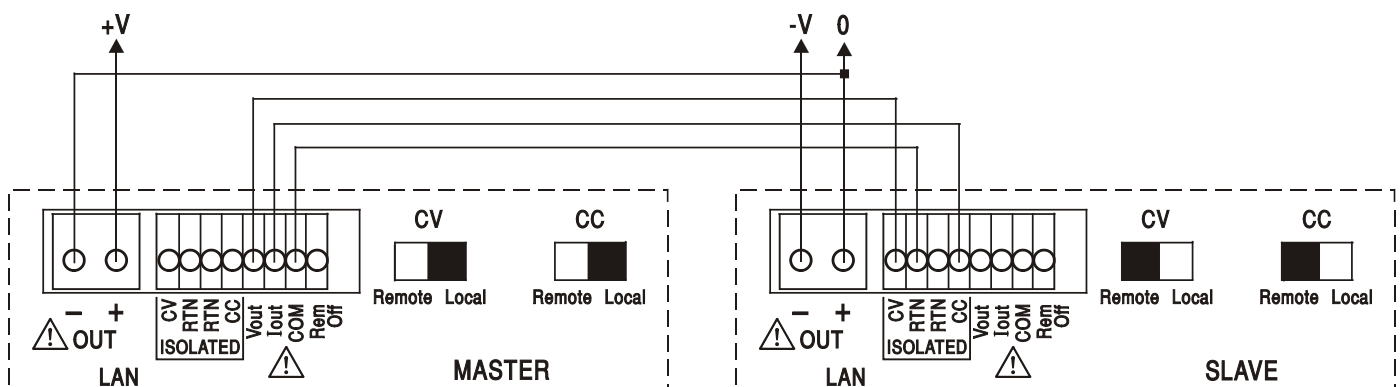 +V
-V 0
CV CC
Remote Local Remote Local
- +
OUT
CV RTN RTN CC Vout Iout COM Rem Off
ISOLATED
LAN
MASTER
CV CC
Remote Local Remote Local
- +
OUT
CV RTN RTN CC Vout Iout COM Rem Off
ISOLATED
LAN
SLAVE